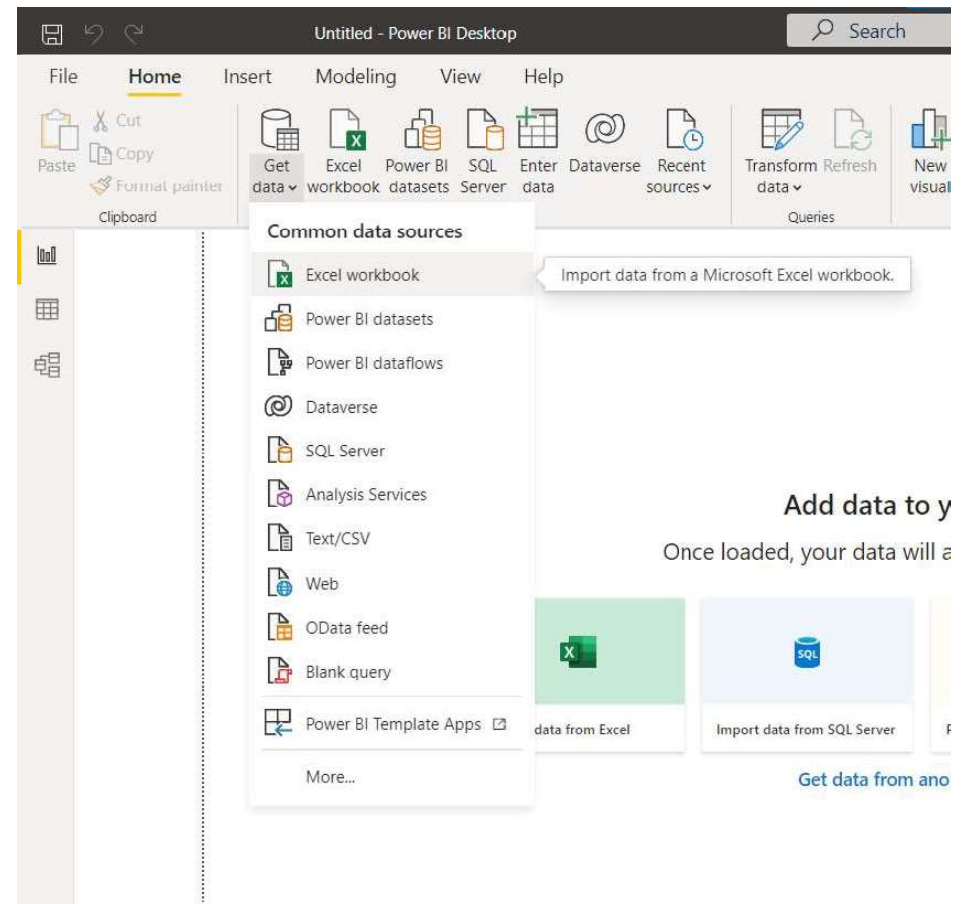 Untitled - Power BI Desktop
Search
File Home Insert Modeling View Help
Paste
Cut
Copy
Format painter
Clipboard
Get data
Excel workbook
Power BI datasets
SQL Server
Enter data
Dataverse
Recent sources
Transform data
Refresh
Queries
New visual
Common data sources
Excel workbook
Import data from a Microsoft Excel workbook.
Power BI datasets
Power BI dataflows
Dataverse
SQL Server
Analysis Services
Text/CSV
Web
OData feed
Blank query
Power BI Template Apps
More...
Add data to y
Once loaded, your data will a
X
SQL
data from Excel
Import data from SQL Server
Get data from ano